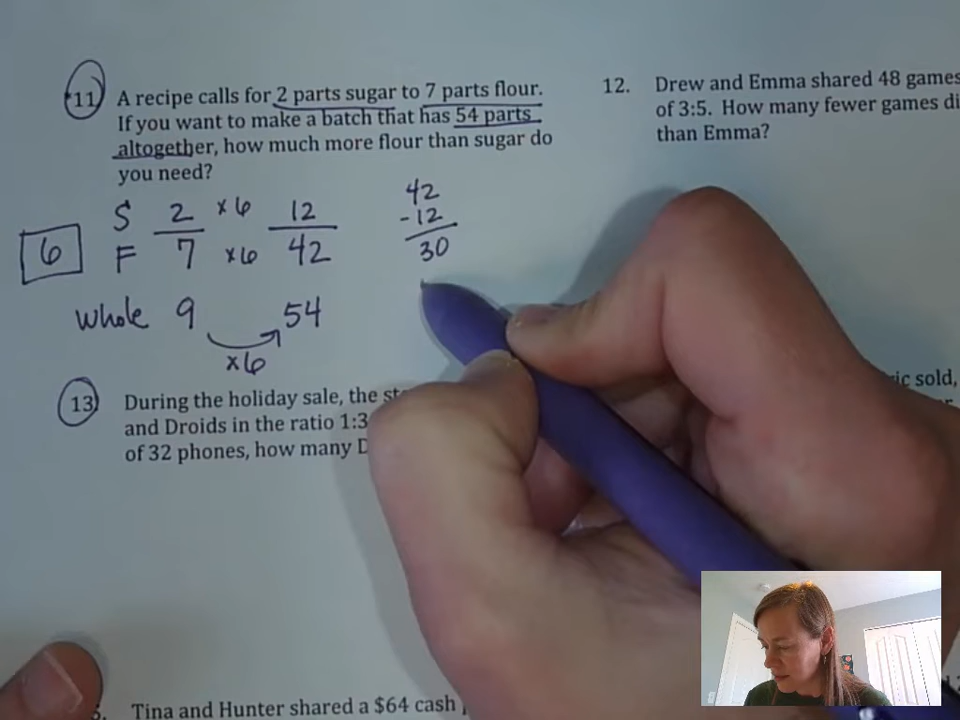 11. A recipe calls for 2 parts sugar to 7 parts flour.
If you want to make a batch that has 54 parts
altogether, how much more flour than sugar do
you need?
S 2 x6 12
F 7 x6 42
6
whole 9 54
x6
42
-12
30
12. Drew and Emma shared 48 games
of 3:5. How many fewer games di
than Emma?
13. During the holiday sale, the st
and Droids in the ratio 1:3
of 32 phones, how many D
ric sold,
Tina and Hunter shared a $64 cash